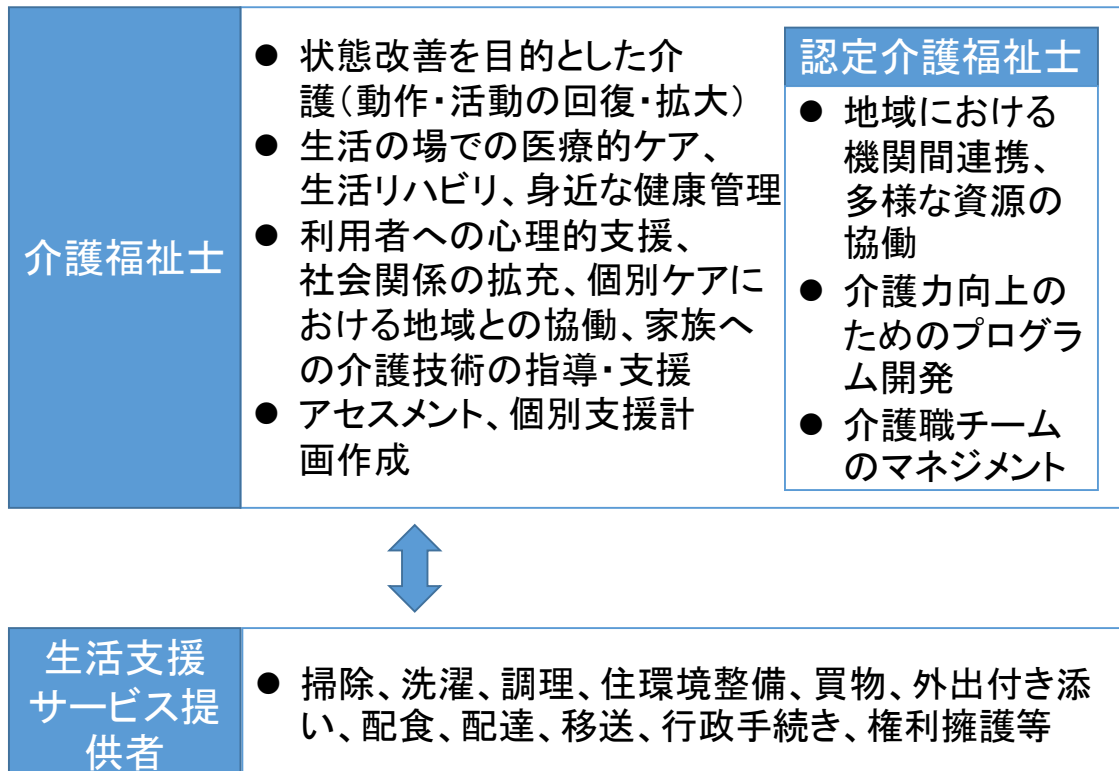 介護福祉士
● 状態改善を目的とした介
護(動作・活動の回復・拡大)
● 生活の場での医療的ケア、
生活リハビリ、身近な健康管理
● 利用者への心理的支援、
社会関係の拡充、個別ケアに
おける地域との協働、家族へ
の介護技術の指導・支援
● アセスメント、個別支援計
画作成
認定介護福祉士
● 地域における
機関間連携、
多様な資源の
協働
● 介護力向上の
ためのプログラ
ム開発
● 介護職チーム
のマネジメント
生活支援
サービス提
供者
● 掃除、洗濯、調理、住環境整備、買物、外出付き添
い、配食、配達、移送、行政手続き、権利擁護等